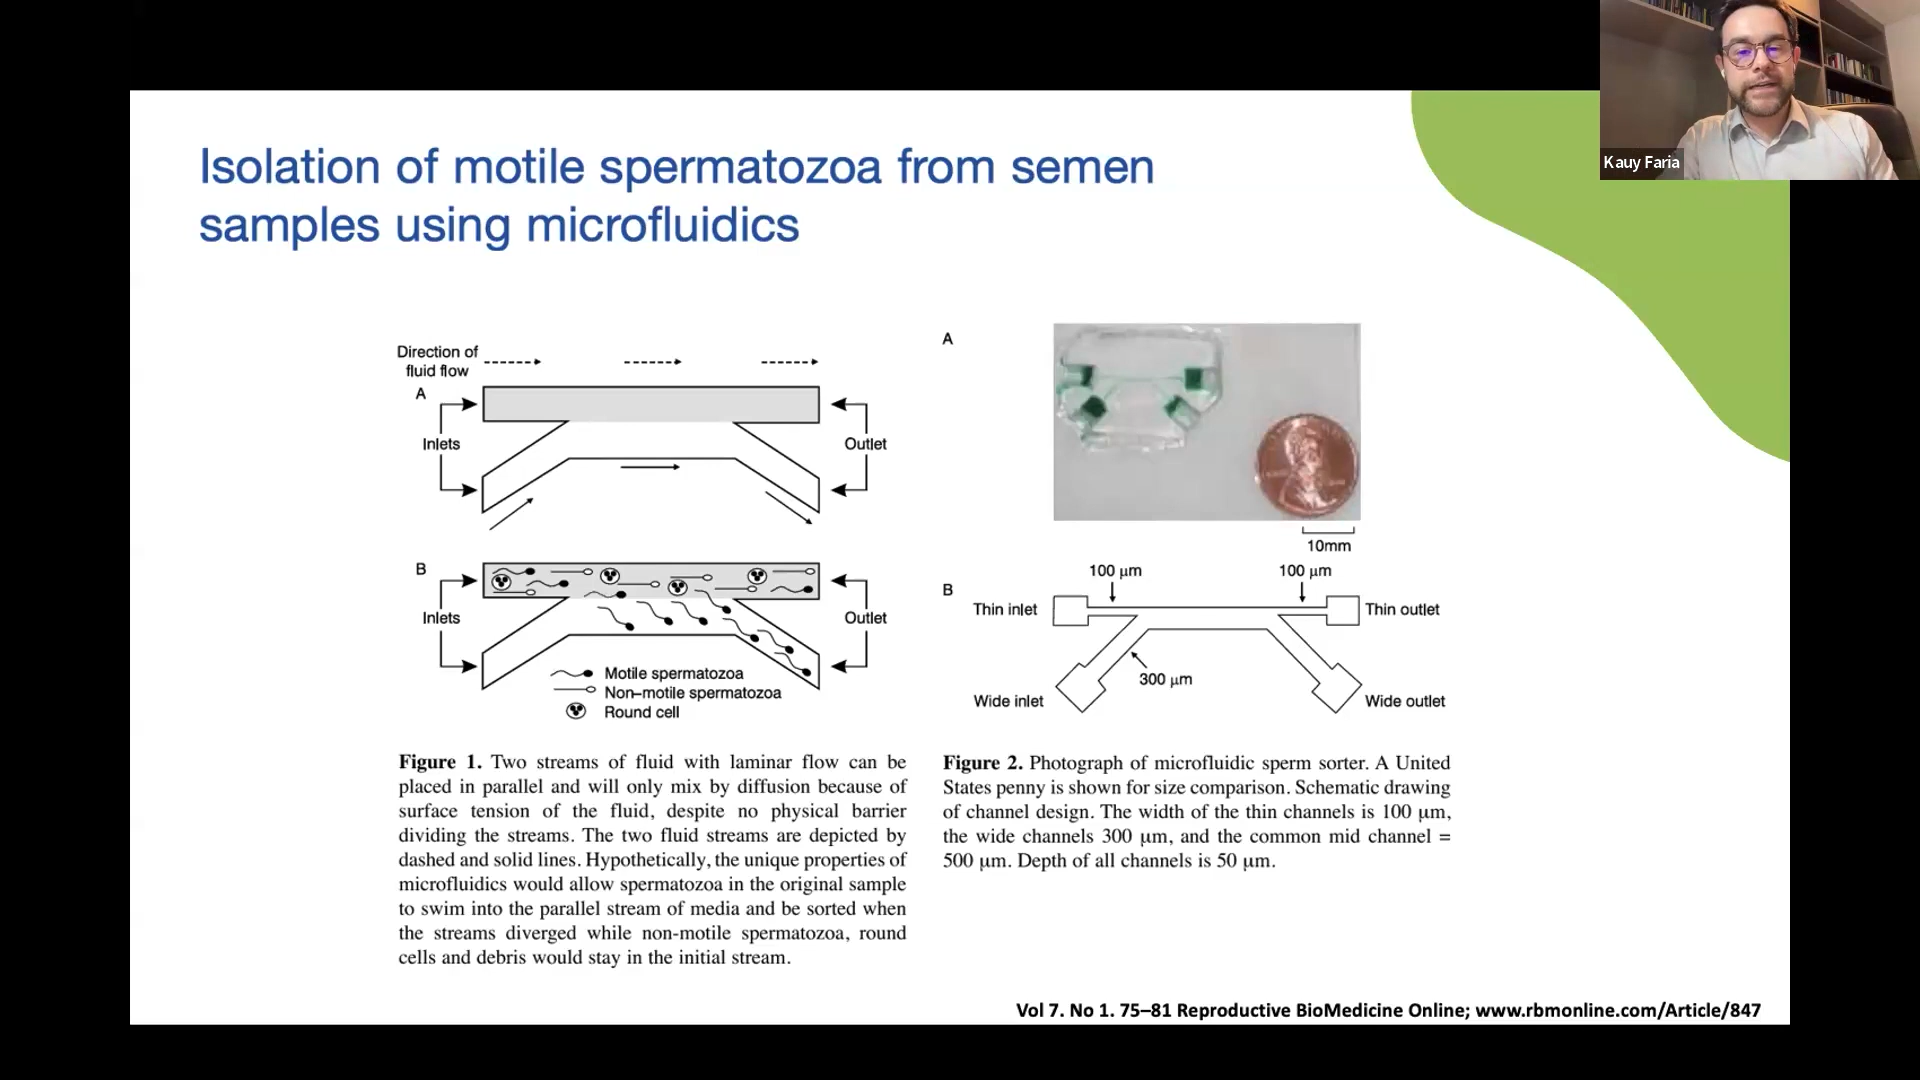 Kauy Faria
Isolation of motile spermatozoa from semen
samples using microfluidics
Direction of
fluid flow
A
Inlets
Outlet
B
Inlets
Outlet
Motile spermatozoa
Non–motile spermatozoa
Round cell
Figure 1. Two streams of fluid with laminar flow can be
placed in parallel and will only mix by diffusion because of
surface tension of the fluid, despite no physical barrier
dividing the streams. The two fluid streams are depicted by
dashed and solid lines. Hypothetically, the unique properties of
microfluidics would allow spermatozoa in the original sample
to swim into the parallel stream of media and be sorted when
the streams diverged while non-motile spermatozoa, round
cells and debris would stay in the initial stream.
A
10mm
100 μm
100 μm
B
Thin inlet
Thin outlet
300 μm
Wide inlet
Wide outlet
Figure 2. Photograph of microfluidic sperm sorter. A United
States penny is shown for size comparison. Schematic drawing
of channel design. The width of the thin channels is 100 μm,
the wide channels 300 μm, and the common mid channel =
500 μm. Depth of all channels is 50 μm.
Vol 7. No 1. 75–81 Reproductive BioMedicine Online; www.rbmonline.com/Article/847